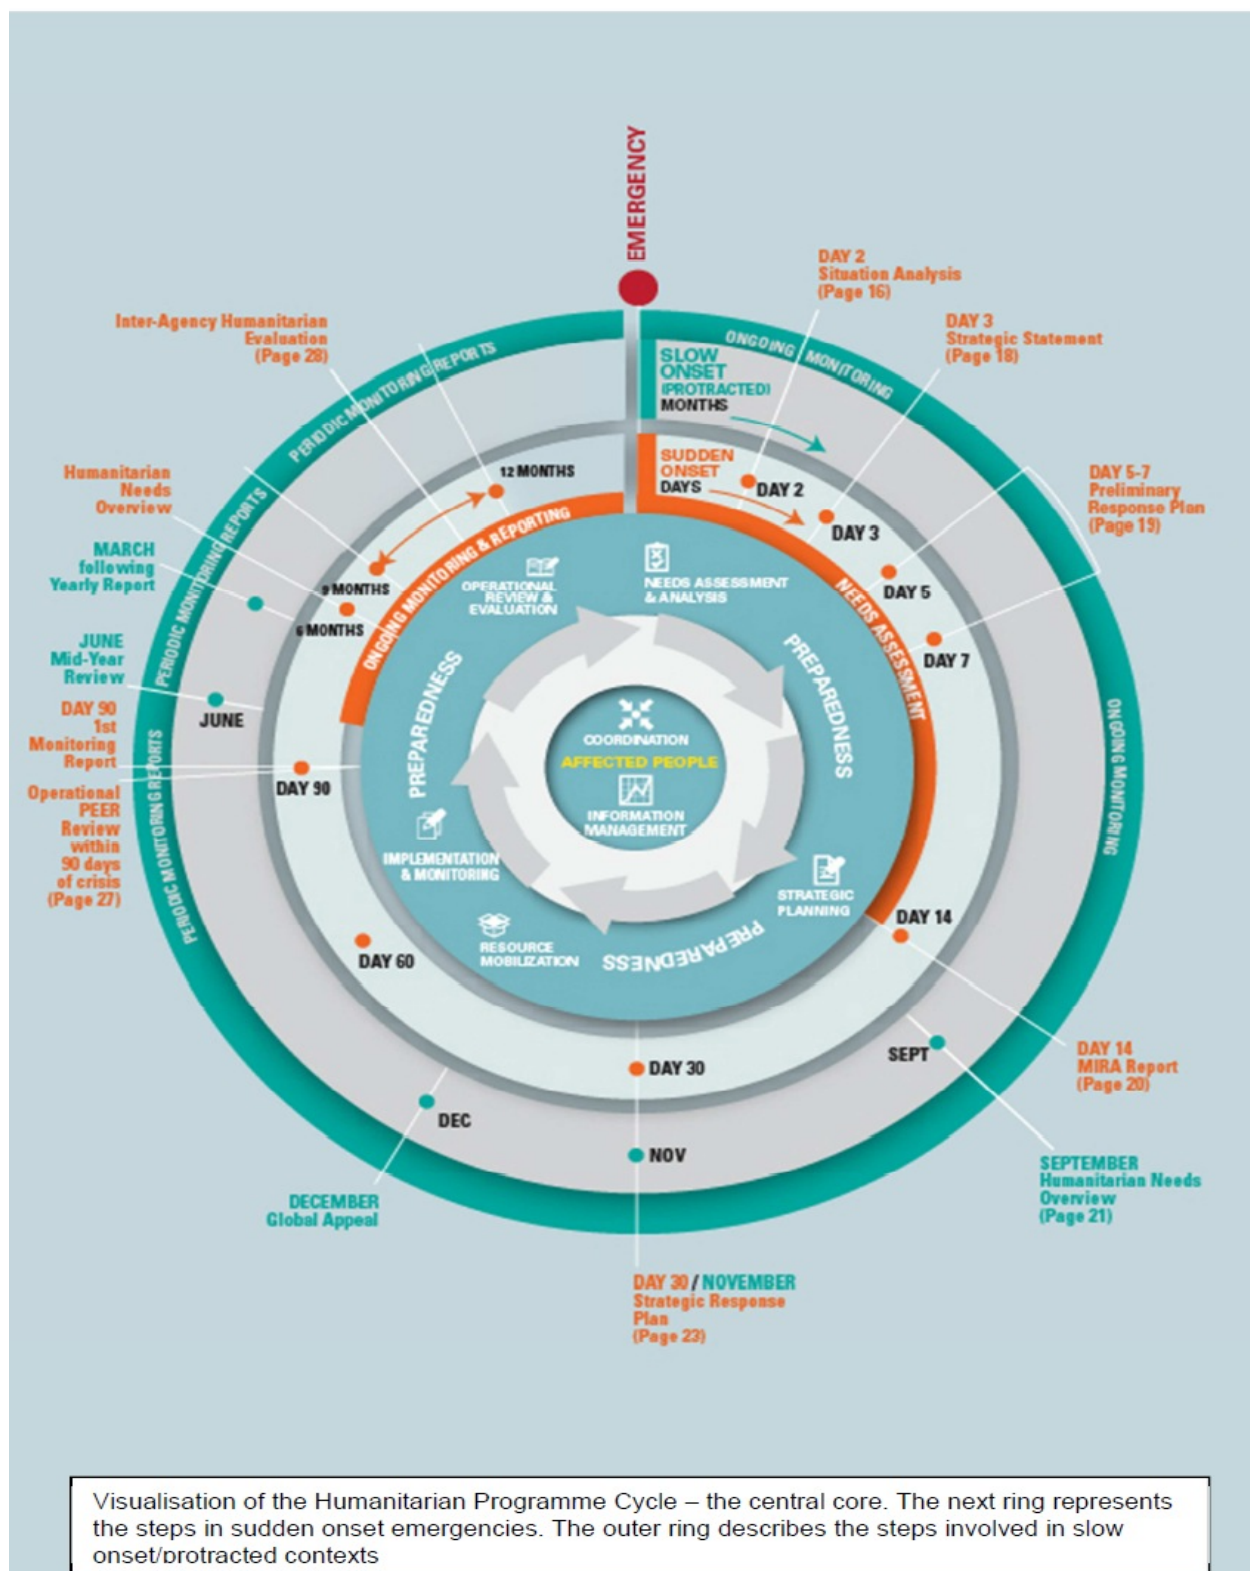 EMERGENCY
DAY 2
Situation Analysis
(Page 16)
DAY 3
Strategic Statement
(Page 18)
DAY 5-7
Preliminary
Response Plan
(Page 19)
Inter-Agency Humanitarian
Evaluation
(Page 28)
Humanitarian
Needs
Overview
MARCH
following
Yearly Report
JUNE
Mid-Year
Review
DAY 90
1st
Monitoring
Report
Operational
PEER
Review
within
90 days
of crisis
(Page 27)
ONGOING MONITORING
ONGOING MONITORING
PERIODIC MONITORING REPORTS
PERIODIC MONITORING REPORTS
PERIODIC MONITORING REPORTS
SLOW
ONSET
(PROTRACTED)
MONTHS
SUDDEN
ONSET
DAYS
DAY 2
DAY 3
DAY 5
DAY 7
DAY 14
DAY 30
DAY 60
DAY 90
6 MONTHS
9 MONTHS
12 MONTHS
JUNE
SEPT
NOV
DEC
ONGOING MONITORING & REPORTING
NEEDS ASSESSMENT
OPERATIONAL
REVIEW &
EVALUATION
NEEDS ASSESSMENT
& ANALYSIS
PREPAREDNESS
PREPAREDNESS
PREPAREDNESS
COORDINATION
AFFECTED PEOPLE
INFORMATION
MANAGEMENT
IMPLEMENTATION
& MONITORING
STRATEGIC
PLANNING
RESOURCE
MOBILIZATION
DAY 14
MIRA Report
(Page 20)
SEPTEMBER
Humanitarian Needs
Overview
(Page 21)
DECEMBER
Global Appeal
DAY 30 / NOVEMBER
Strategic Response
Plan
(Page 23)
Visualisation of the Humanitarian Programme Cycle – the central core. The next ring represents
the steps in sudden onset emergencies. The outer ring describes the steps involved in slow
onset/protracted contexts